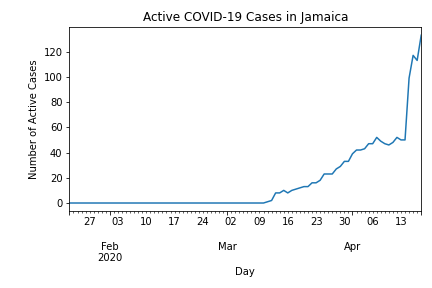 Active COVID-19 Cases in Jamaica
Number of Active Cases
120
100
80
60
40
20
0
27 03 10 17 24 02 09 16 23 30 06 13
Feb Mar Apr
2020
Day